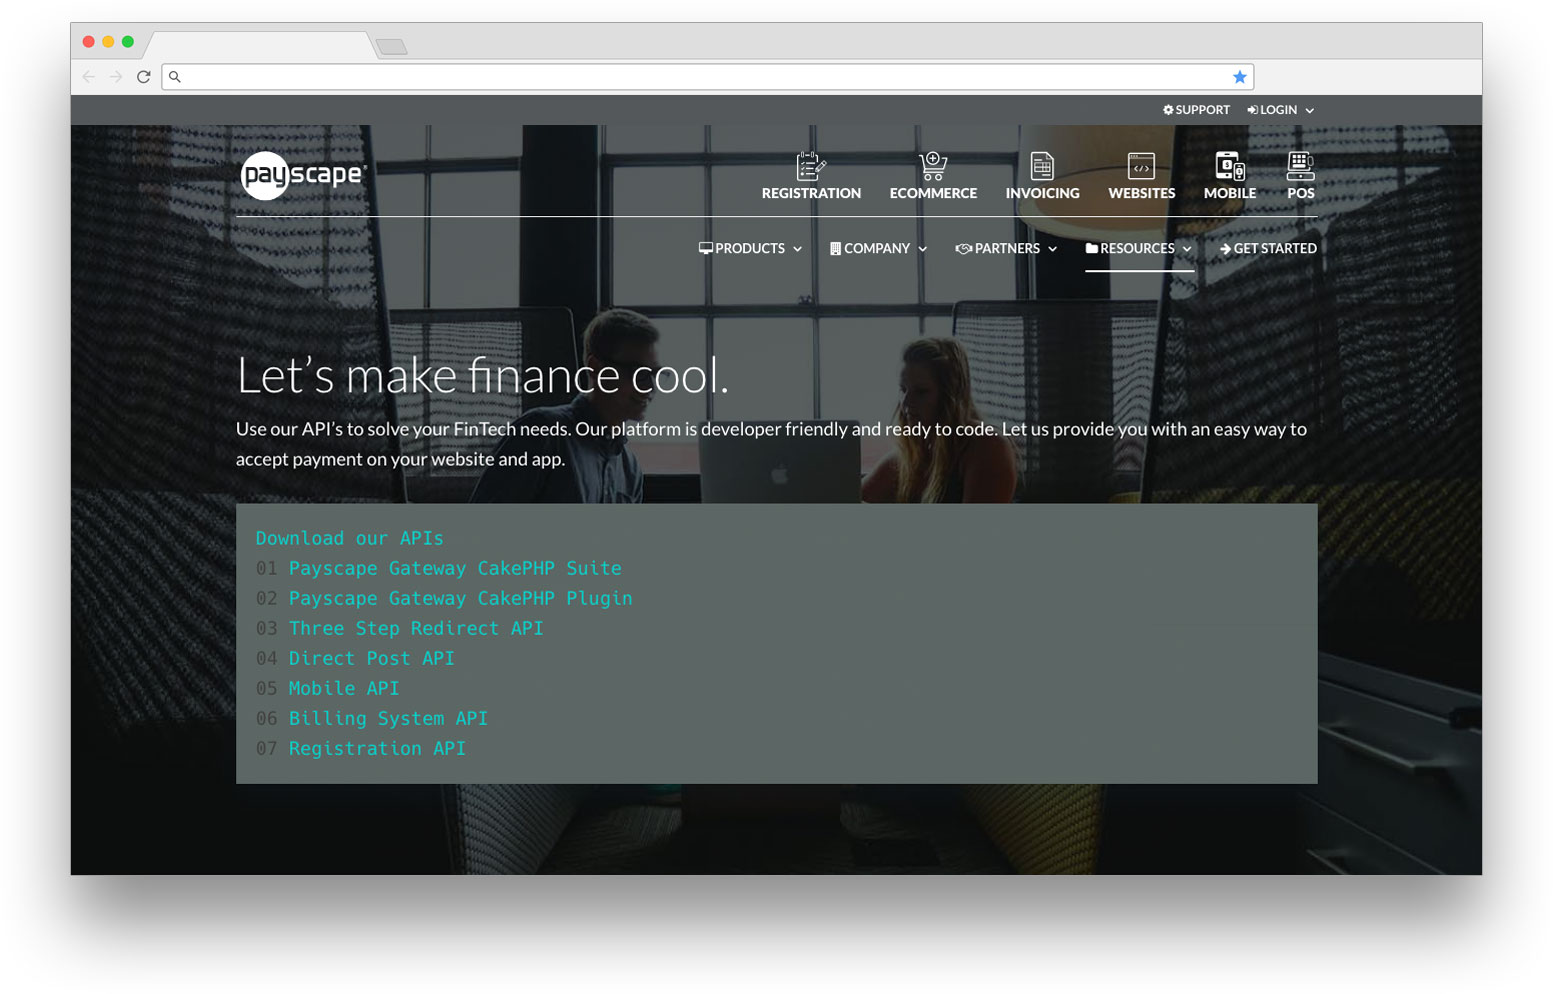 SUPPORT LOGIN
payscape
REGISTRATION ECOMMERCE INVOICING WEBSITES MOBILE POS
PRODUCTS COMPANY PARTNERS RESOURCES GET STARTED
Let’s make finance cool.
Use our API’s to solve your FinTech needs. Our platform is developer friendly and ready to code. Let us provide you with an easy way to
accept payment on your website and app.
Download our APIs
01 Payscape Gateway CakePHP Suite
02 Payscape Gateway CakePHP Plugin
03 Three Step Redirect API
04 Direct Post API
05 Mobile API
06 Billing System API
07 Registration API